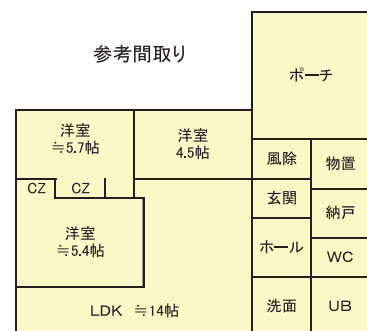 参考間取り
ポーチ
洋室
≒5.7帖
洋室
4.5帖
風除
物置
CZ
CZ
玄関
納戸
洋室
≒5.4帖
ホール
WC
LDK ≒14帖
洗面
UB